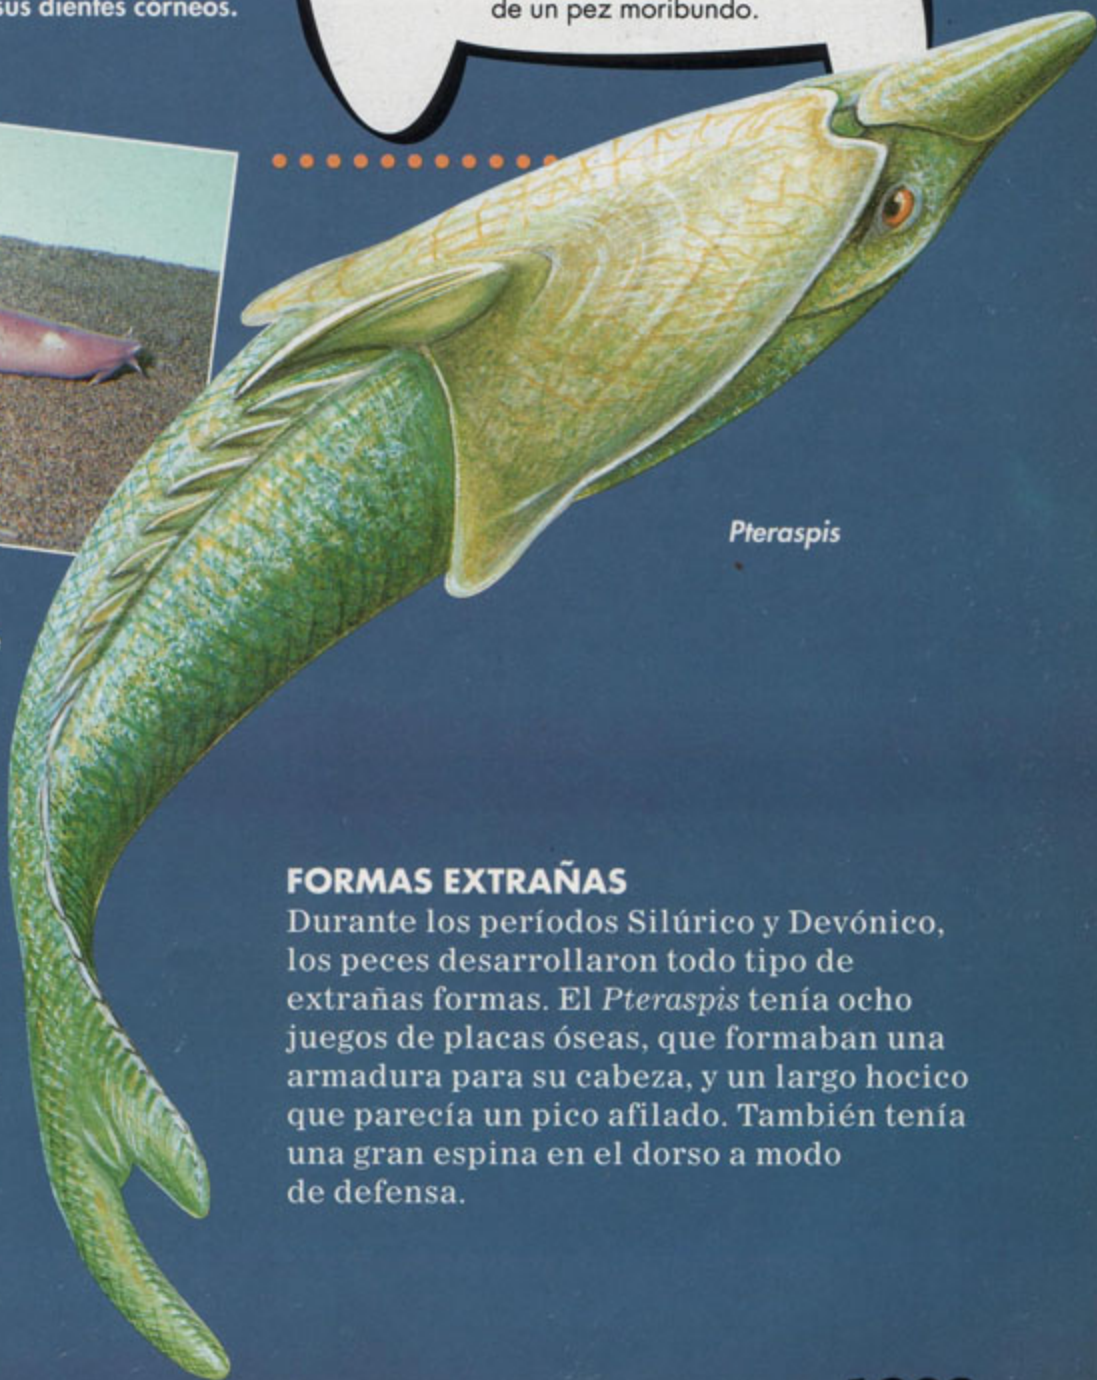 sus dientes córneos.
de un pez moribundo.
Pteraspis
FORMAS EXTRAÑAS
Durante los períodos Silúrico y Devónico,
los peces desarrollaron todo tipo de
extrañas formas. El Pteraspis tenía ocho
juegos de placas óseas, que formaban una
armadura para su cabeza, y un largo hocico
que parecía un pico afilado. También tenía
una gran espina en el dorso a modo
de defensa.